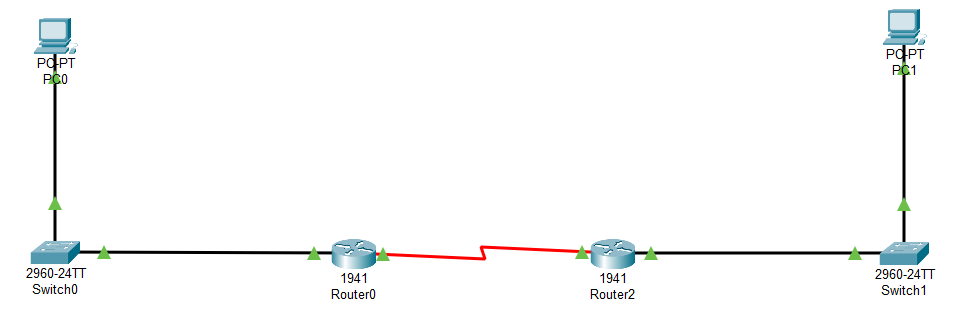 PC-PT
PC0
PC-PT
PC1
2960-24TT
Switch0
1941
Router0
1941
Router2
2960-24TT
Switch1